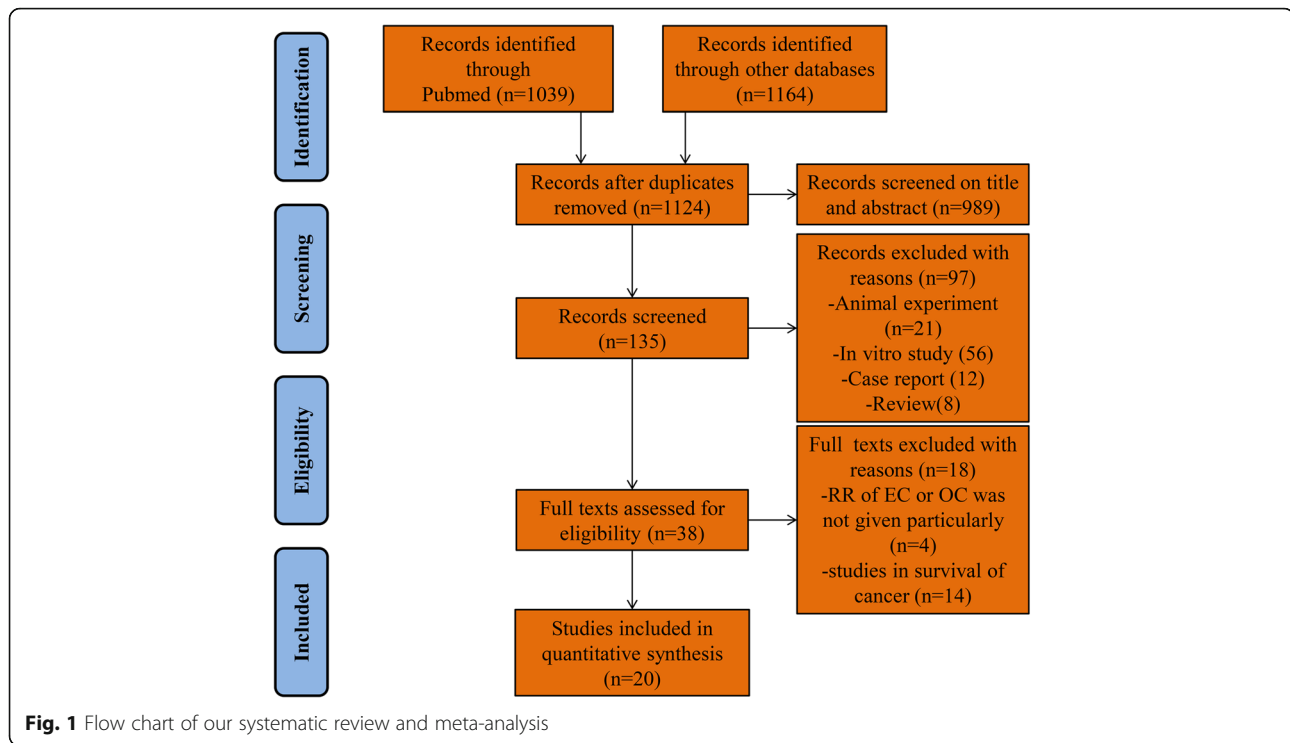 Identification
Records identified
through
Pubmed (n=1039)
Records identified
through other databases
(n=1164)
Records after duplicates
removed (n=1124)
Records screened on title
and abstract (n=989)
Screening
Records screened
(n=135)
Records excluded with
reasons (n=97)
-Animal experiment
(n=21)
-In vitro study (56)
-Case report (12)
-Review(8)
Eligibility
Full texts assessed for
eligibility (n=38)
Full texts excluded with
reasons (n=18)
-RR of EC or OC was
not given particularly
(n=4)
-studies in survival of
cancer (n=14)
Included
Studies included in
quantitative synthesis
(n=20)
Fig. 1 Flow chart of our systematic review and meta-analysis